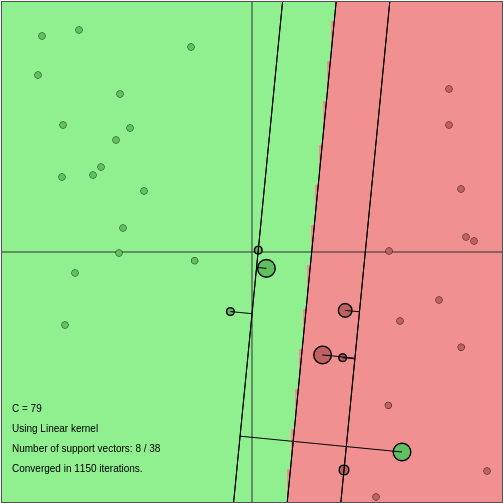 C = 79
Using Linear kernel
Number of support vectors: 8 / 38
Converged in 1150 iterations.